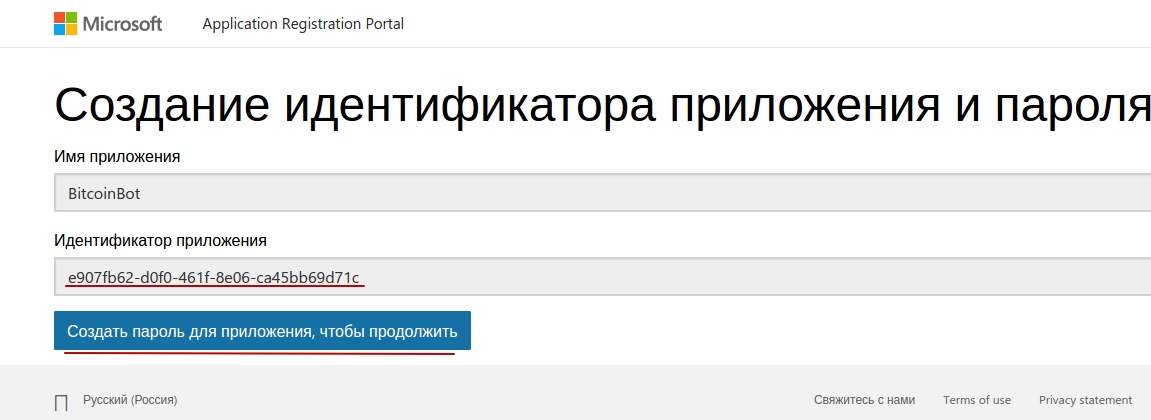 Microsoft Application Registration Portal
Создание идентификатора приложения и пароля
Имя приложения
BitcoinBot
Идентификатор приложения
e907fb62-d0f0-461f-8e06-ca45bb69d71c
Создать пароль для приложения, чтобы продолжить
Русский (Россия) Свяжитесь с нами Terms of use Privacy statement